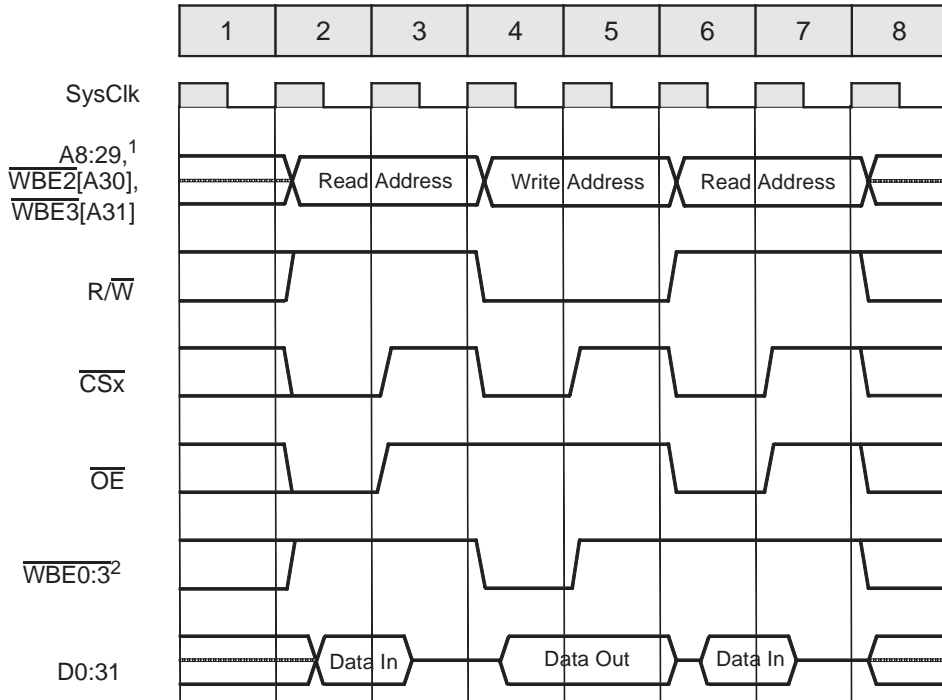 1 2 3 4 5 6 7 8
SysClk
A8:29,1
WBE2[A30],
WBE3[A31]
Read Address Write Address Read Address
R/W
CSx
OE
WBE0:32
D0:31
Data In Data Out Data In